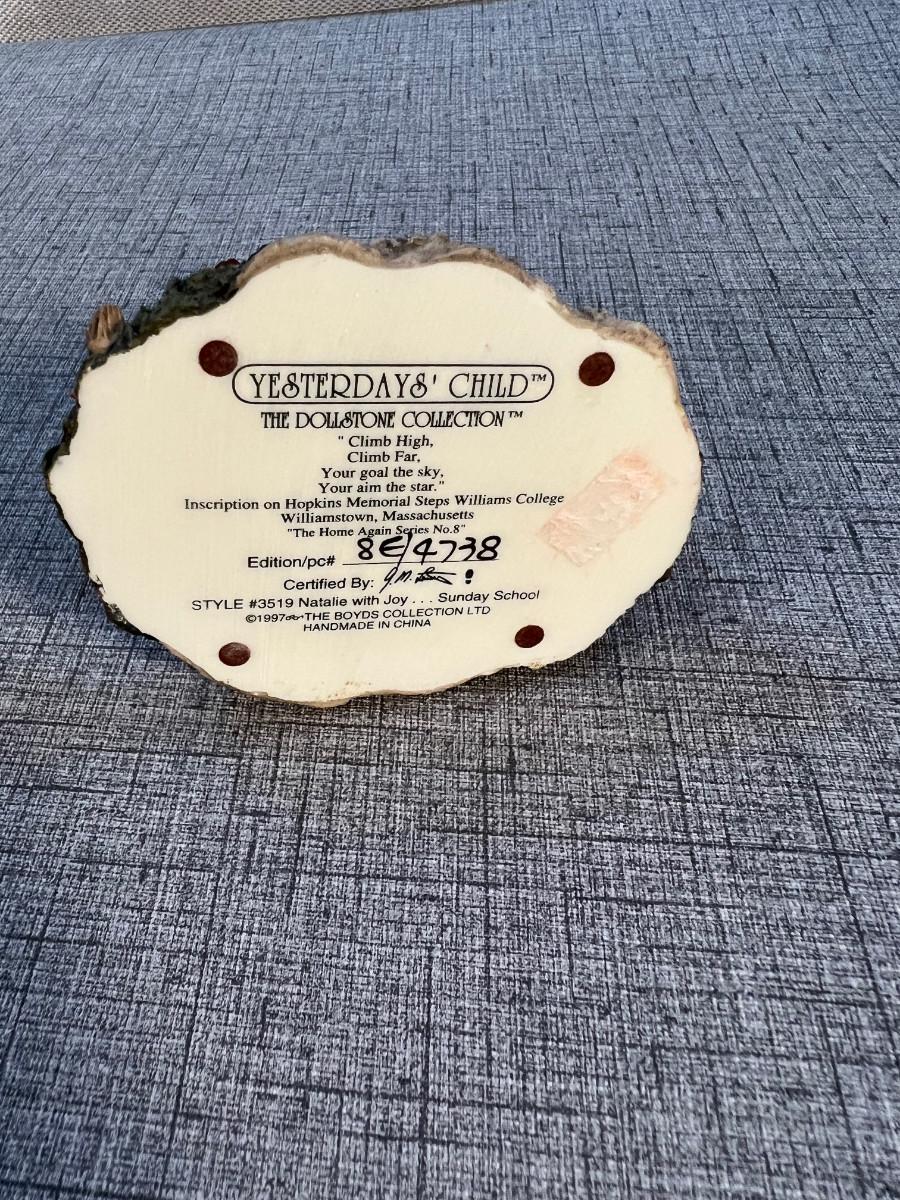 YESTERDAYS' CHILD™
THE DOLLSTONE COLLECTION™
" Climb High,
Climb Far,
Your goal the sky,
Your aim the star."
Inscription on Hopkins Memorial Steps Williams College
Williamstown, Massachusetts
"The Home Again Series No.8"
Edition/pc# 8E/4738
Certified By:
STYLE #3519 Natalie with Joy . . . Sunday School
©1997 THE BOYDS COLLECTION LTD
HANDMADE IN CHINA